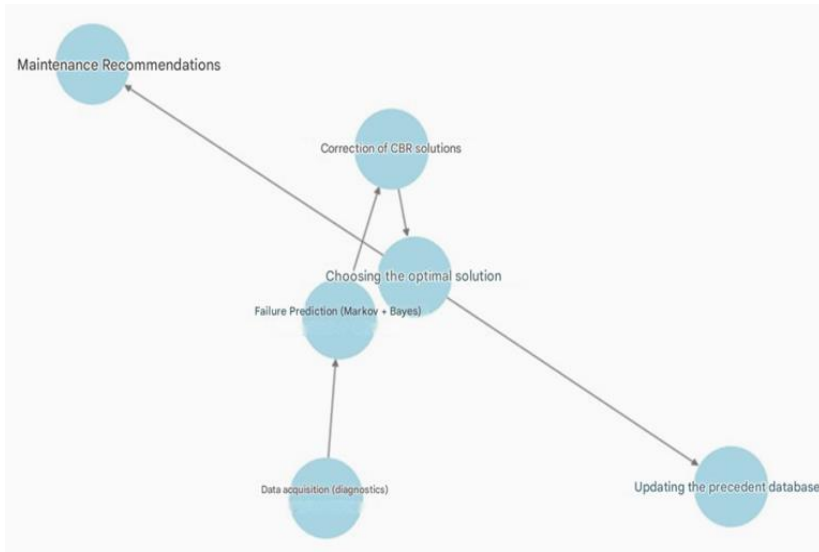 Maintenance Recommendations
Correction of CBR solutions
Choosing the optimal solution
Failure Prediction (Markov + Bayes)
Data acquisition (diagnostics)
Updating the precedent database